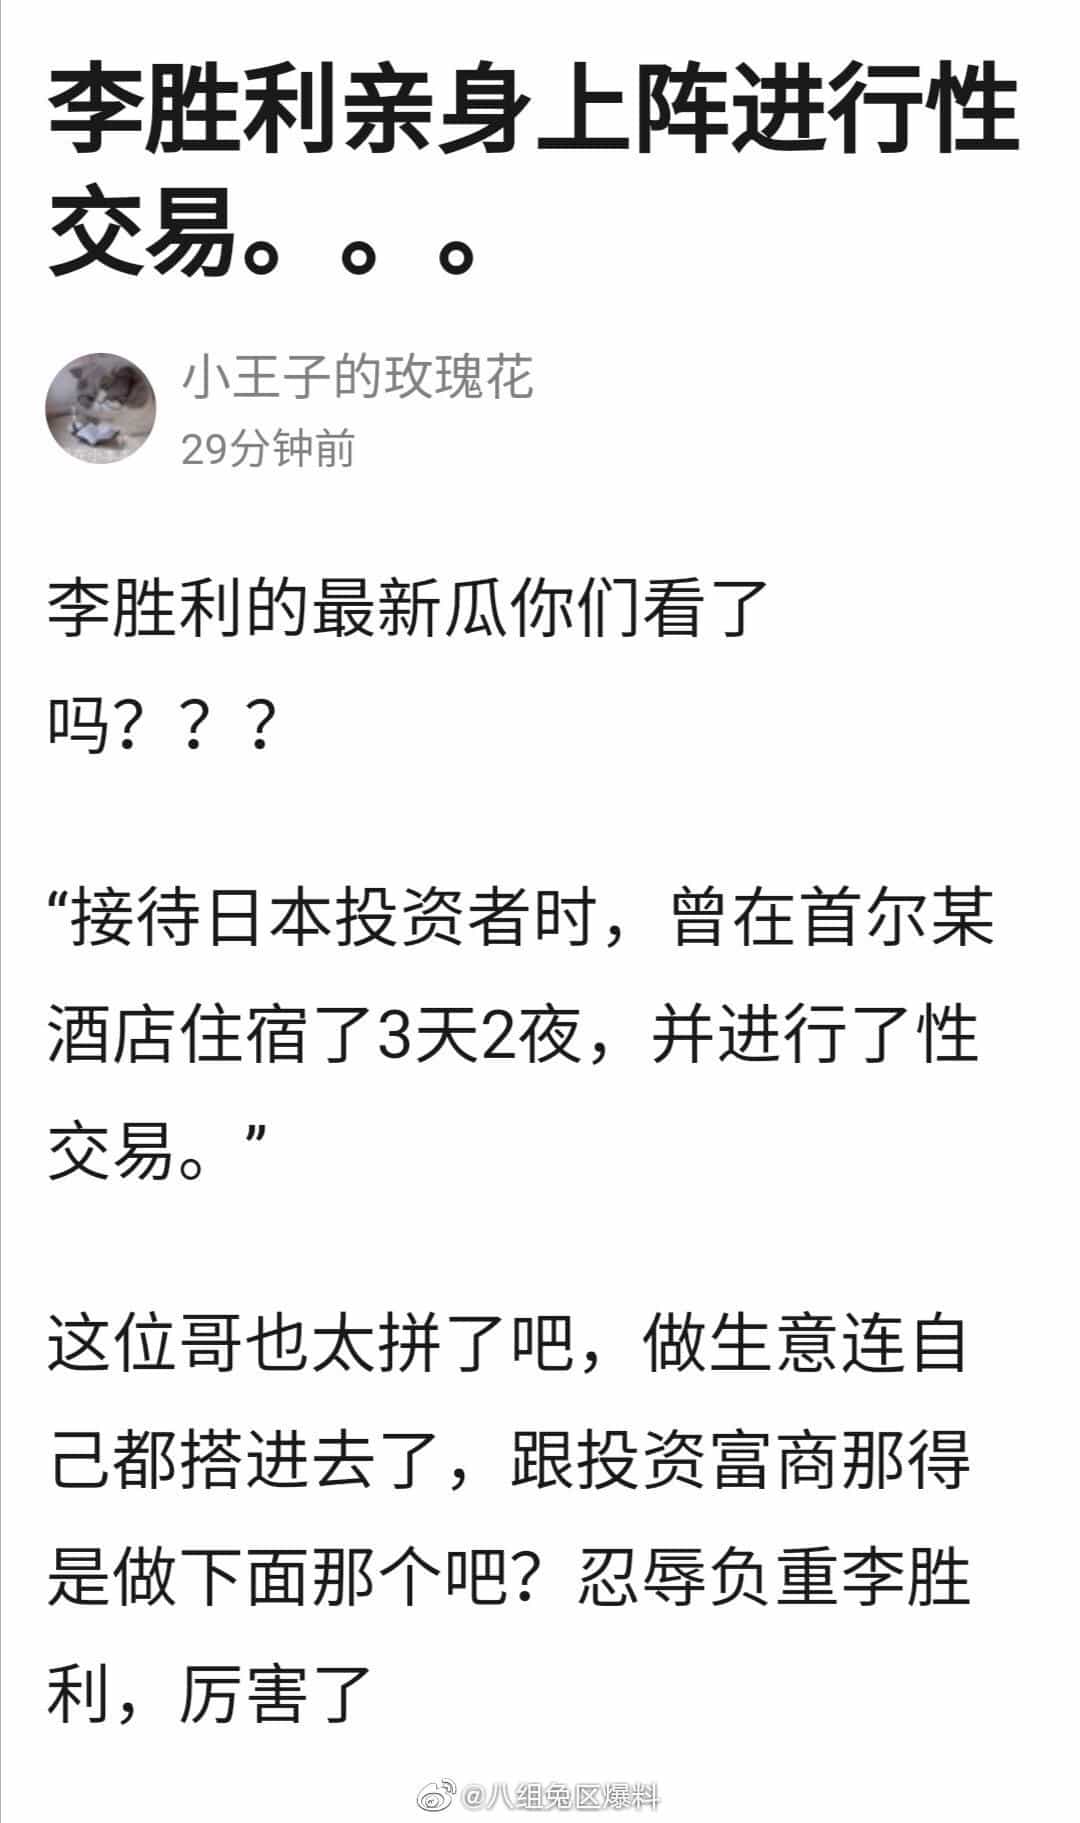 李胜利亲身上阵进行性
交易。。。
小王子的玫瑰花
29分钟前
李胜利的最新瓜你们看了
吗？？？
“接待日本投资者时，曾在首尔某
酒店住宿了3天2夜，并进行了性
交易。”
这位哥也太拼了吧，做生意连自
己都搭进去了，跟投资富商那得
是做下面那个吧？忍辱负重李胜
利，厉害了
@八组兔区爆料